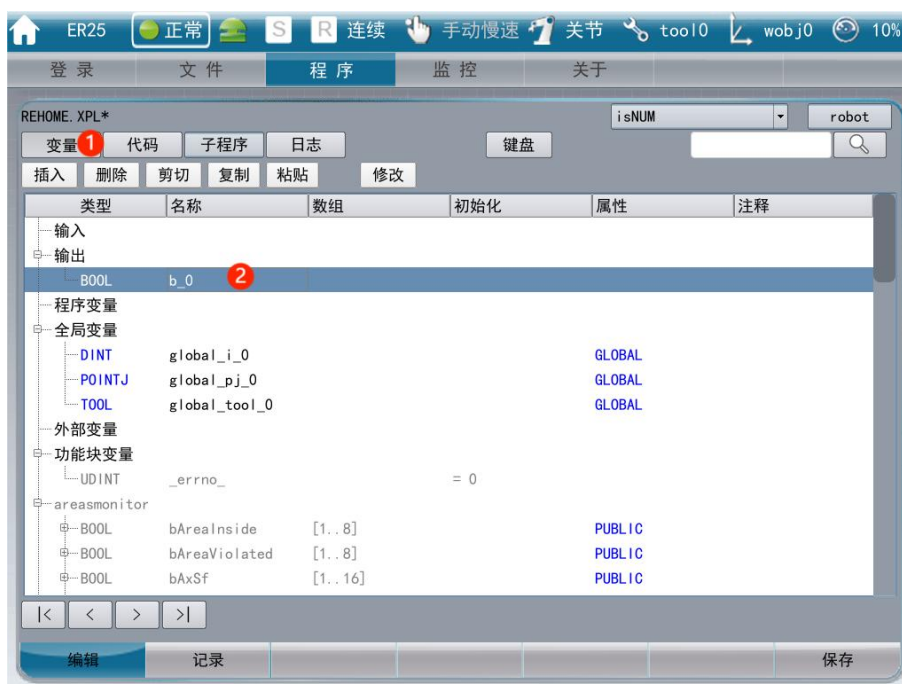 ER25 正常 S R 连续 手动慢速 关节 tool0 wobj0 10%
登录 文件 程序 监控 关于
REHOME.XPL* isNUM robot
变量 1 代码 子程序 日志 键盘
插入 删除 剪切 复制 粘贴 修改
类型 名称 数组 初始化 属性 注释
输入
输出
BOOL b_0 2
程序变量
全局变量
DINT global_i_0 GLOBAL
POINTJ global_pj_0 GLOBAL
TOOL global_tool_0 GLOBAL
外部变量
功能块变量
UDINT _errno_ = 0
areasmonitor
BOOL bAreaInside [1..8] PUBLIC
BOOL bAreaViolated [1..8] PUBLIC
BOOL bAxSf [1..16] PUBLIC
|< < > >|
编辑 记录 保存